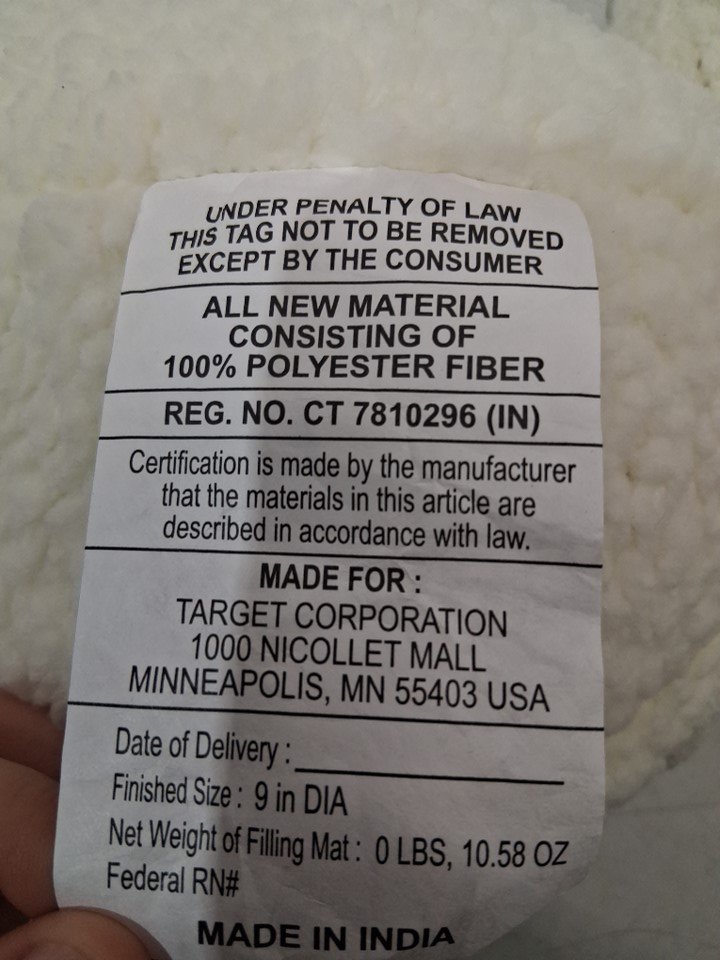 UNDER PENALTY OF LAW
THIS TAG NOT TO BE REMOVED
EXCEPT BY THE CONSUMER
ALL NEW MATERIAL
CONSISTING OF
100% POLYESTER FIBER
REG. NO. CT 7810296 (IN)
Certification is made by the manufacturer
that the materials in this article are
described in accordance with law.
MADE FOR :
TARGET CORPORATION
1000 NICOLLET MALL
MINNEAPOLIS, MN 55403 USA
Date of Delivery :
Finished Size : 9 in DIA
Net Weight of Filling Mat : 0 LBS, 10.58 OZ
Federal RN#
MADE IN INDIA